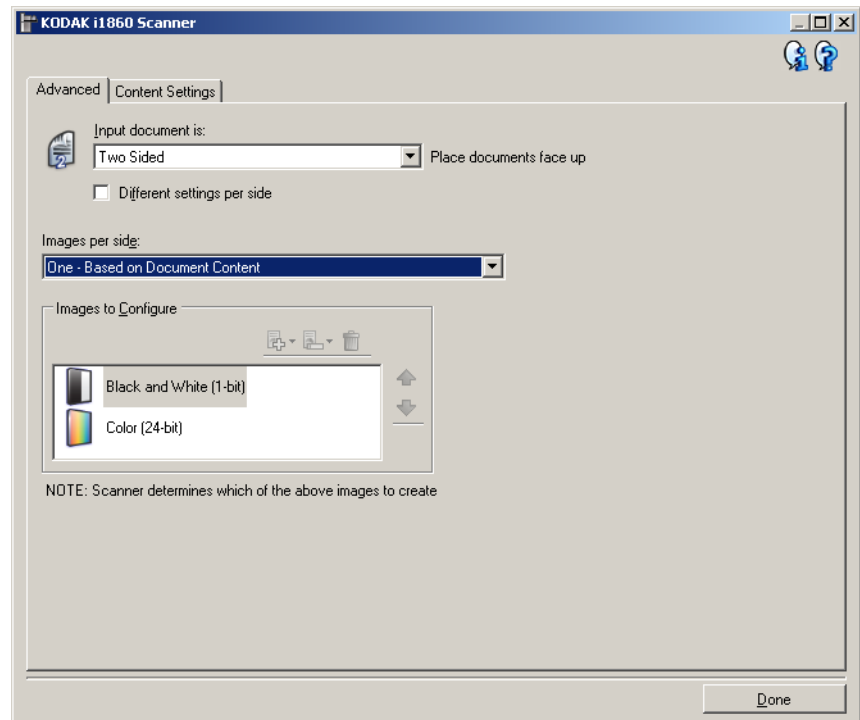 KODAK i1860 Scanner
Advanced
Content Settings
Input document is:
2
Two Sided
Place documents face up
Different settings per side
Images per side:
One - Based on Document Content
Images to Configure
Black and White (1-bit)
Color (24-bit)
NOTE: Scanner determines which of the above images to create
Done